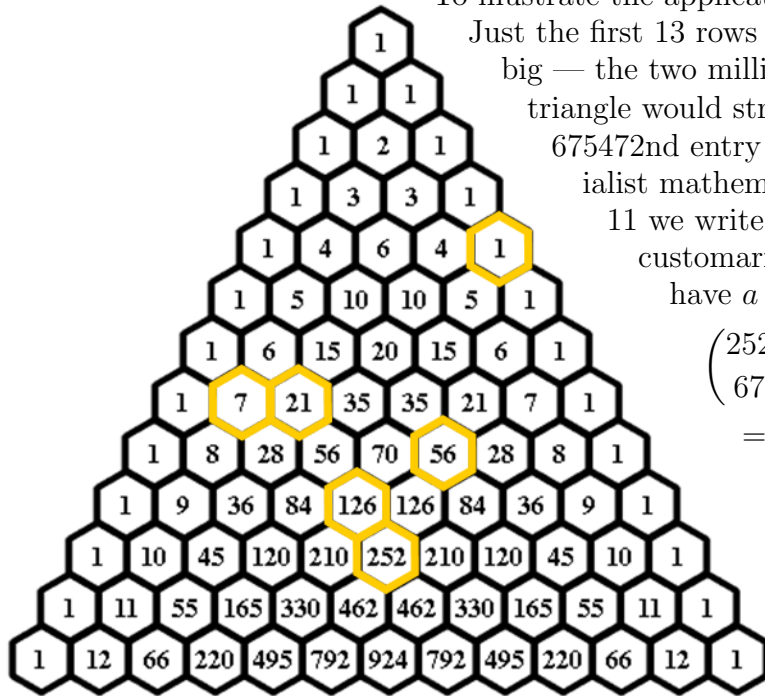 To illustrate the applicat
Just the first 13 rows
big — the two milli
triangle would str
675472nd entry
ialist mathem
11 we write
customari
have a
(252
67
=
1
1 1
1 2 1
1 3 3 1
1 4 6 4 1
1 5 10 10 5 1
1 6 15 20 15 6 1
1 7 21 35 35 21 7 1
1 8 28 56 70 56 28 8 1
1 9 36 84 126 126 84 36 9 1
1 10 45 120 210 252 210 120 45 10 1
1 11 55 165 330 462 462 330 165 55 11 1
1 12 66 220 495 792 924 792 495 220 66 12 1